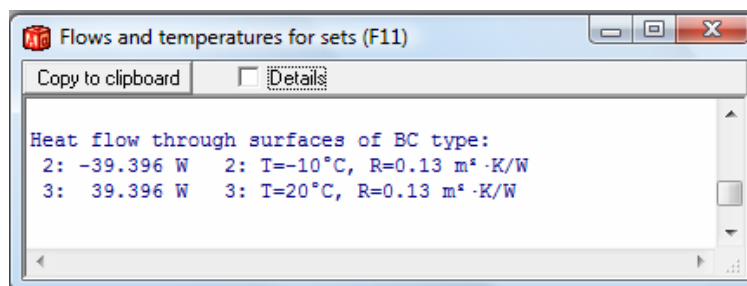 Flows and temperatures for sets (F11)
Copy to clipboard Details
Heat flow through surfaces of BC type:
2: -39.396 W 2: T=-10°C, R=0.13 m²·K/W
3: 39.396 W 3: T=20°C, R=0.13 m²·K/W